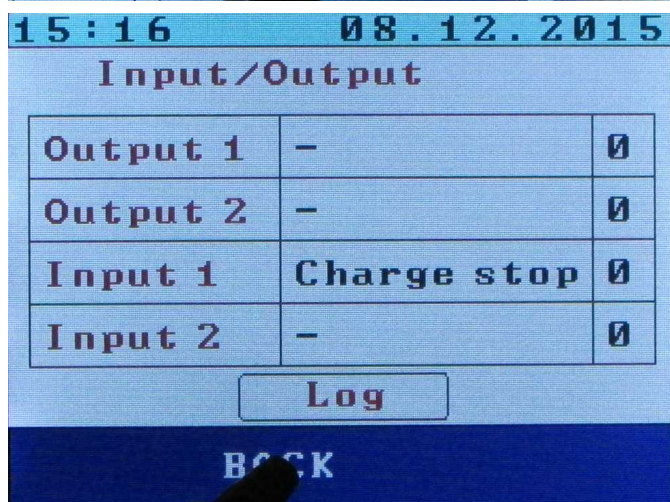 15:16 08.12.2015
Input/Output
Output 1 – 0
Output 2 – 0
Input 1 Charge stop 0
Input 2 – 0
Log
BACK